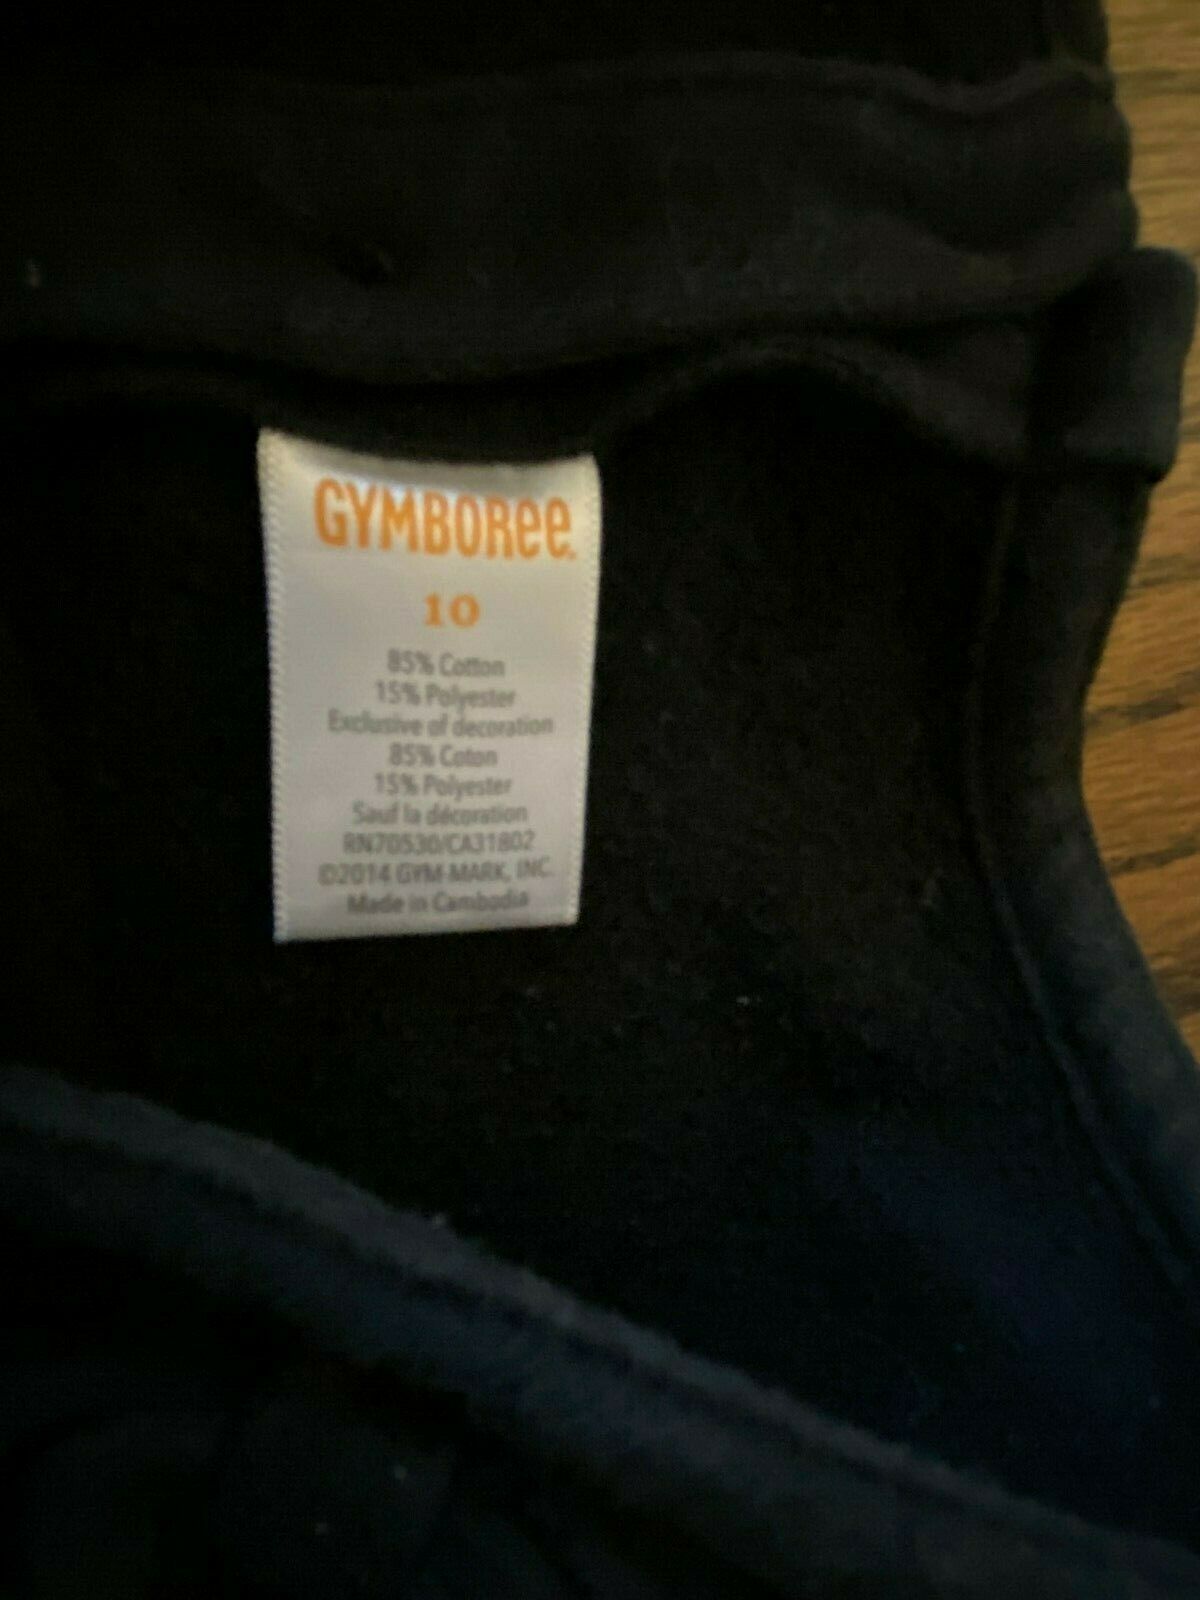 GYMBOREE
10
85% Cotton
15% Polyester
Exclusive of decoration
85% Coton
15% Polyester
Sauf la décoration
RN70530/CA31802
©2014 GYM-MARK, INC.
Made in Cambodia